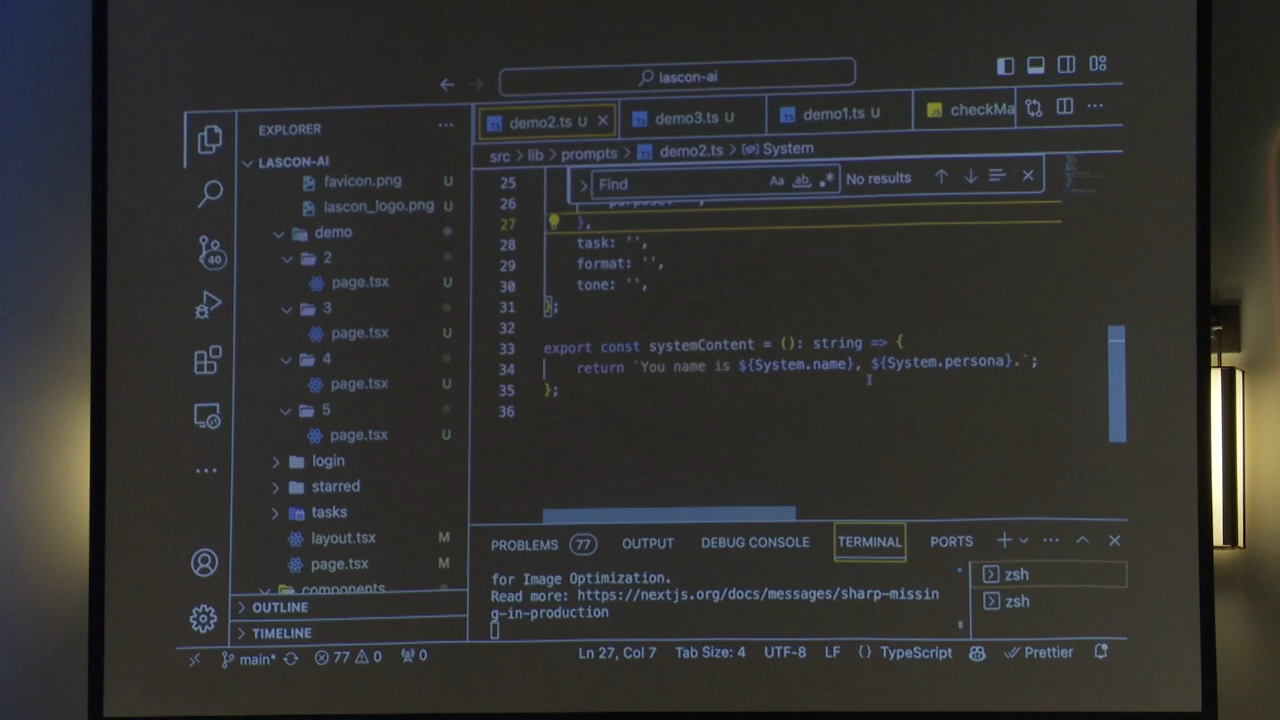 lascon-ai
EXPLORER ...
LASCON-AI
favicon.png U
lascon_logo.png U
demo
2
page.tsx U
3
page.tsx U
4
page.tsx U
5
page.tsx U
login
starred
tasks
layout.tsx M
page.tsx M
components
OUTLINE
TIMELINE
40
demo2.ts U
demo3.ts U
demo1.ts U
checkMa
src > lib > prompts > demo2.ts > System
Find
Aa ab .* No results
25
26
27 },
28 task: '',
29 format: '',
30 tone: '',
31 };
32
33 export const systemContent = (): string => {
34 return `You name is ${System.name}, ${System.persona}.`;
35 };
36
PROBLEMS 77 OUTPUT DEBUG CONSOLE TERMINAL PORTS
for Image Optimization.
Read more: https://nextjs.org/docs/messages/sharp-missin
g-in-production
zsh
zsh
main* 77 0 0 Ln 27, Col 7 Tab Size: 4 UTF-8 LF {} TypeScript Prettier